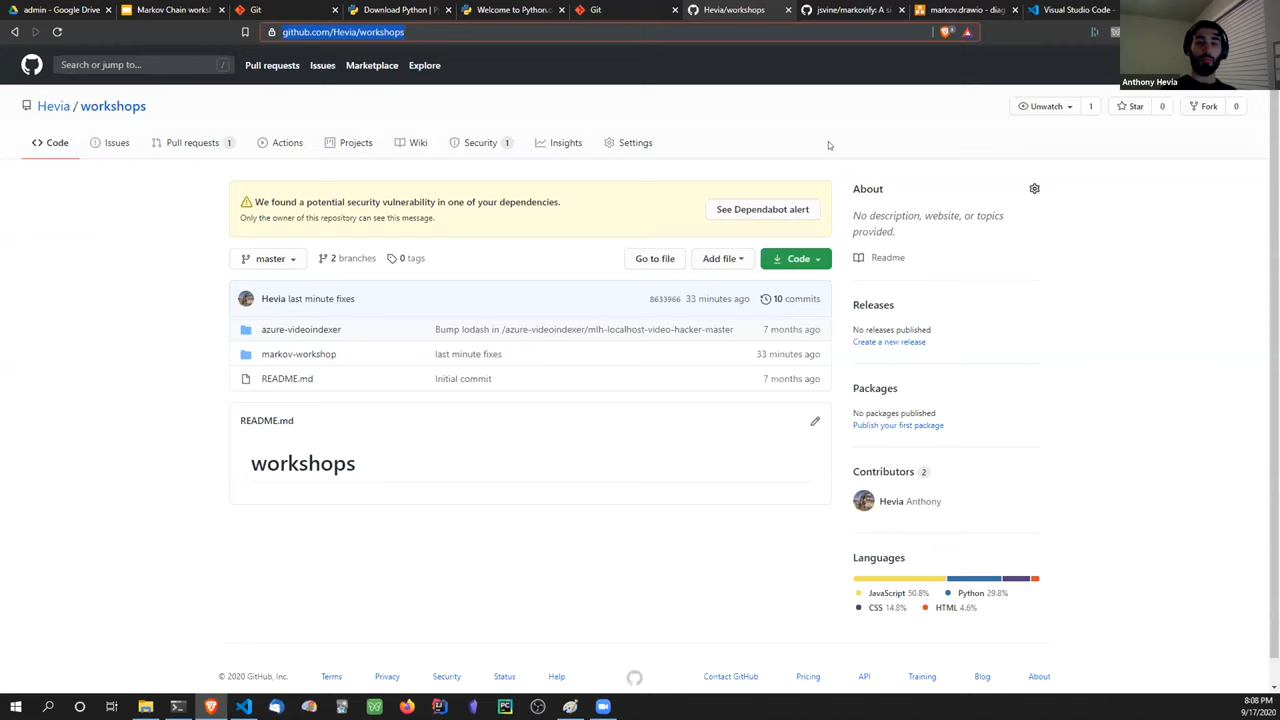 admin - Google Drive
Markov Chain worksho
Git
Download Python | P
Welcome to Python.c
Git
Hevia/workshops
jsvine/markovify: A si
markov.drawio - diag
Visual Studio Code -
github.com/Hevia/workshops
Search or jump to...
/
Pull requests
Issues
Marketplace
Explore
Anthony Hevia
Hevia / workshops
Unwatch 1
Star 0
Fork 0
Code
Issues
Pull requests 1
Actions
Projects
Wiki
Security 1
Insights
Settings
We found a potential security vulnerability in one of your dependencies.
Only the owner of this repository can see this message.
See Dependabot alert
master
2 branches
0 tags
Go to file
Add file
Code
Hevia last minute fixes
8633966 33 minutes ago
10 commits
azure-videoindexer
Bump lodash in /azure-videoindexer/mlh-localhost-video-hacker-master
7 months ago
markov-workshop
last minute fixes
33 minutes ago
README.md
Initial commit
7 months ago
README.md
workshops
About
No description, website, or topics
provided.
Readme
Releases
No releases published
Create a new release
Packages
No packages published
Publish your first package
Contributors 2
Hevia Anthony
Languages
JavaScript 50.8%
Python 29.8%
CSS 14.8%
HTML 4.6%
© 2020 GitHub, Inc.
Terms
Privacy
Security
Status
Help
Contact GitHub
Pricing
API
Training
Blog
About
8:08 PM
9/17/2020